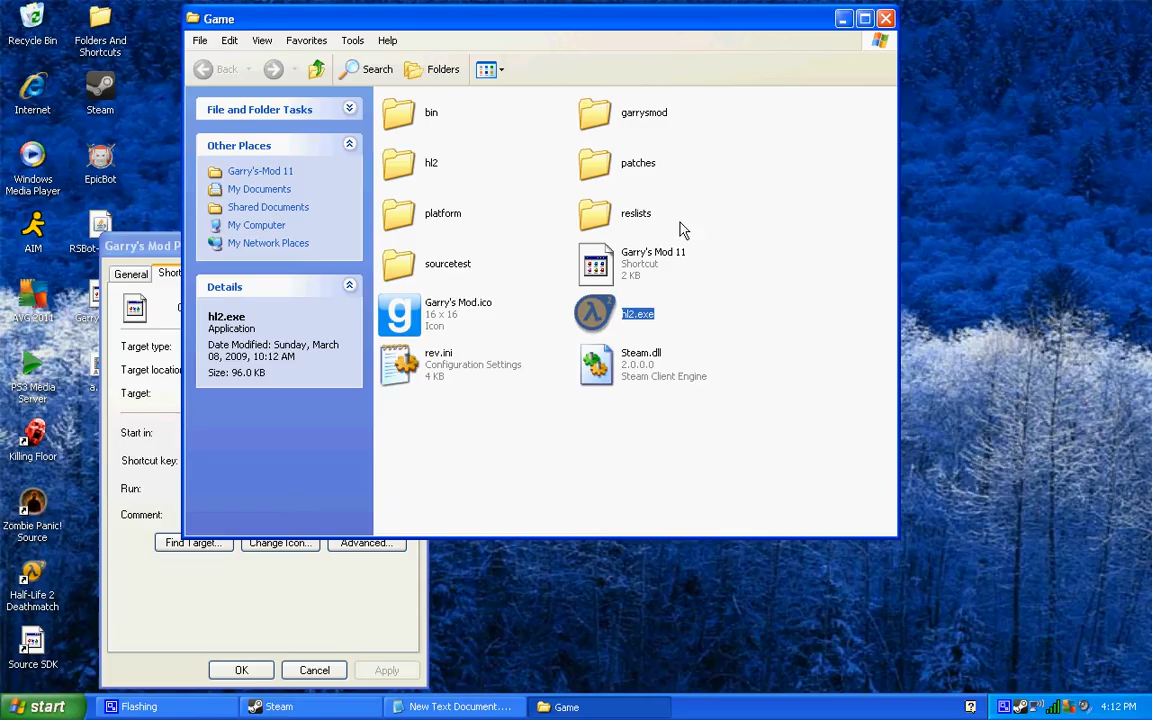 Recycle Bin
Folders And
Shortcuts
Internet
Steam
Windows
Media Player
EpicBot
AIM
RSBot-
AVG 2011
Garry
PS3 Media
Server
a.
Killing Floor
Zombie Panic!
Source
Half-Life 2
Deathmatch
Source SDK
Game
File
Edit
View
Favorites
Tools
Help
Back
Search
Folders
File and Folder Tasks
Other Places
Garry's-Mod 11
My Documents
Shared Documents
My Computer
My Network Places
Details
hl2.exe
Application
Date Modified: Sunday, March
08, 2009, 10:12 AM
Size: 96.0 KB
bin
garrysmod
hl2
patches
platform
reslists
sourcetest
Garry's Mod 11
Shortcut
2 KB
Garry's Mod.ico
16 x 16
Icon
hl2.exe
rev.ini
Configuration Settings
4 KB
Steam.dll
2.0.0.0
Steam Client Engine
Garry's Mod P
General
Short
Target type:
Target location
Target:
Start in:
Shortcut key:
Run:
Comment:
Find Target...
Change Icon...
Advanced...
OK
Cancel
Apply
start
Flashing
Steam
New Text Document....
Game
4:12 PM